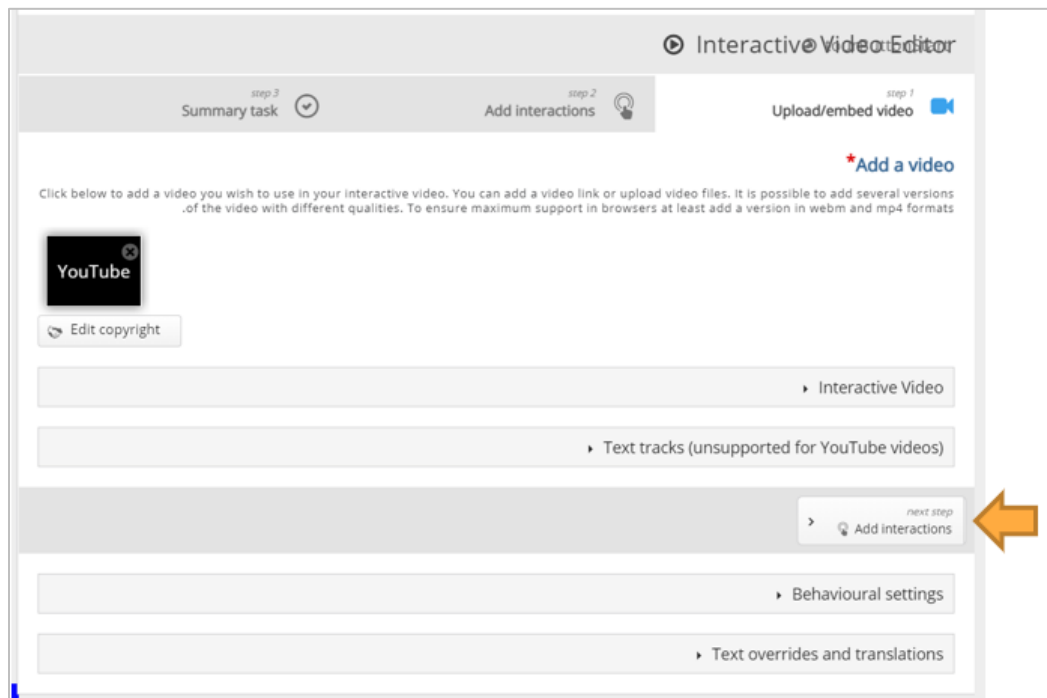 Interactive Video Editor
step 1
Upload/embed video
step 2
Add interactions
step 3
Summary task
*Add a video
Click below to add a video you wish to use in your interactive video. You can add a video link or upload video files. It is possible to add several versions
.of the video with different qualities. To ensure maximum support in browsers at least add a version in webm and mp4 formats
YouTube
Edit copyright
Interactive Video
Text tracks (unsupported for YouTube videos)
next step
Add interactions
Behavioural settings
Text overrides and translations